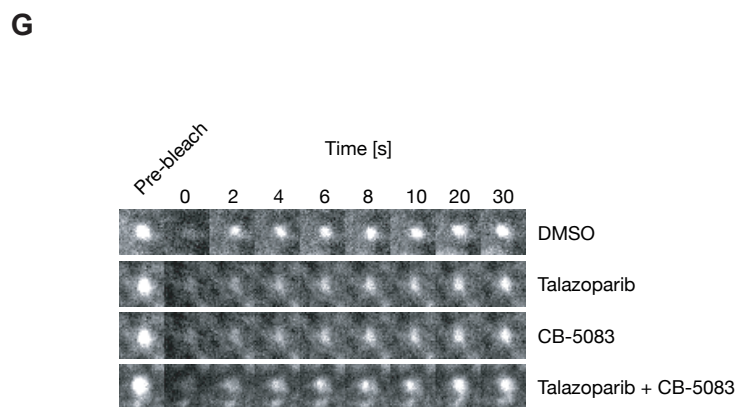 G
Pre-bleach
Time [s]
0 2 4 6 8 10 20 30
DMSO
Talazoparib
CB-5083
Talazoparib + CB-5083